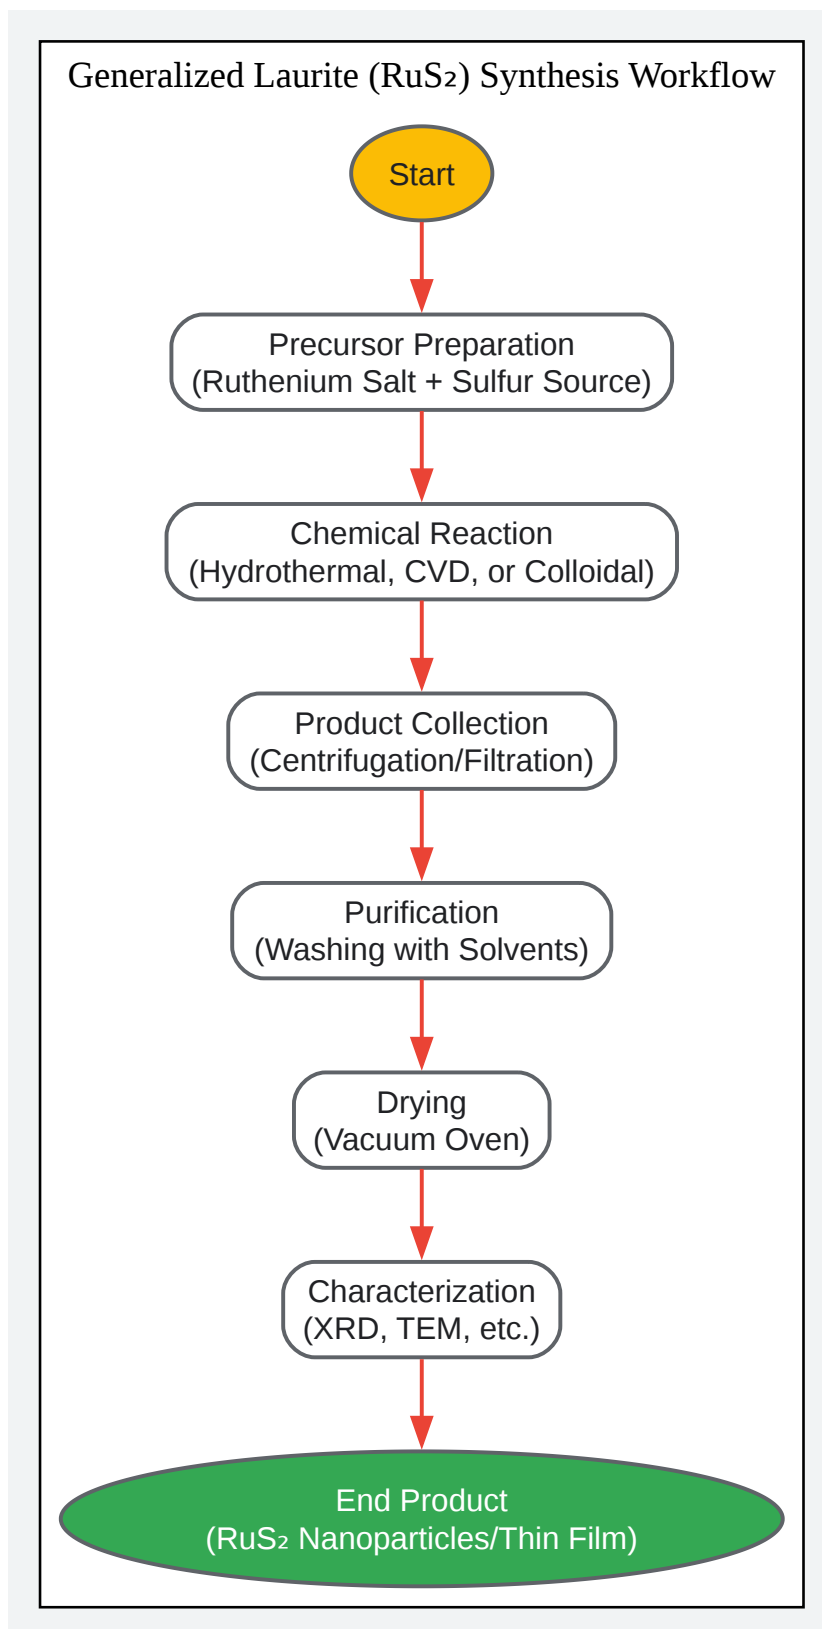 Generalized Laurite (RuS₂) Synthesis Workflow
Start
Precursor Preparation
(Ruthenium Salt + Sulfur Source)
Chemical Reaction
(Hydrothermal, CVD, or Colloidal)
Product Collection
(Centrifugation/Filtration)
Purification
(Washing with Solvents)
Drying
(Vacuum Oven)
Characterization
(XRD, TEM, etc.)
End Product
(RuS₂ Nanoparticles/Thin Film)